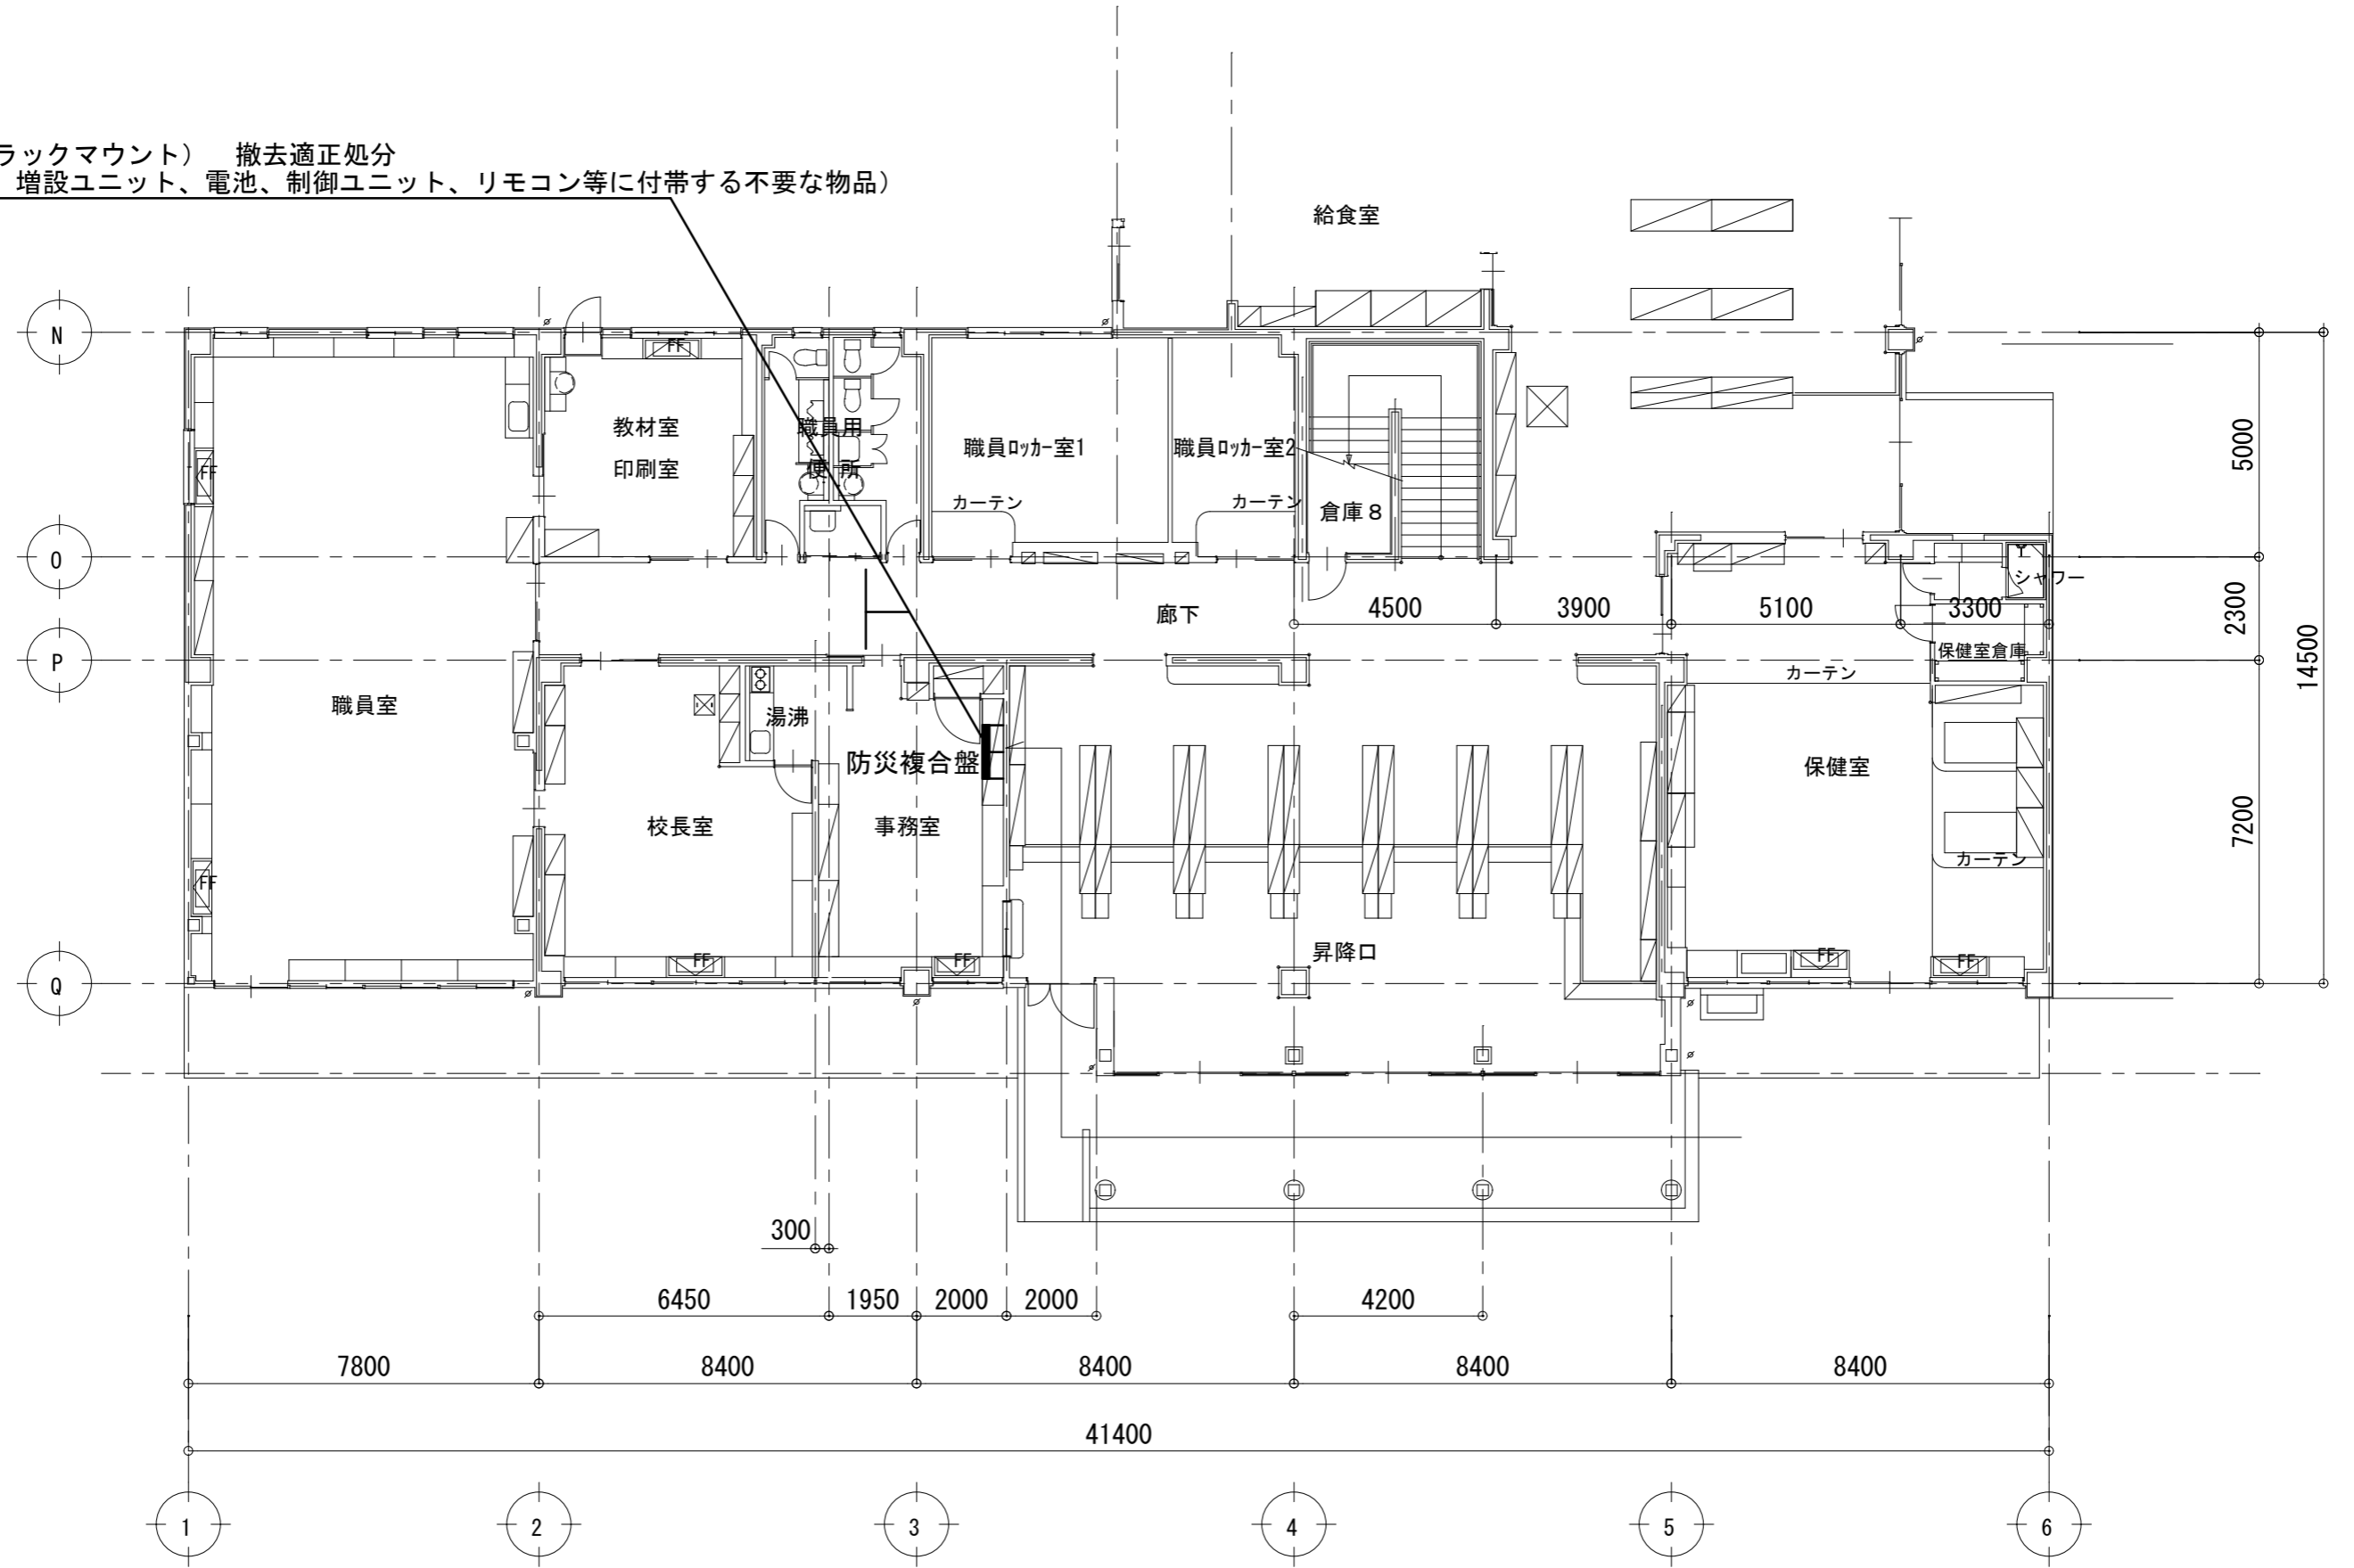 ラックマウント)　撤去適正処分
増設ユニット、電池、制御ユニット、リモコン等に付帯する不要な物品)
給食室
N
FF
教材室
印刷室
職員用
便 所
職員ﾛｯｶｰ室1
職員ﾛｯｶｰ室2
カーテン
カーテン
倉庫８
FF
5000
O
シャワー
廊下
4500
3900
5100
3300
2300
14500
P
保健室倉庫
カーテン
職員室
湯沸
防災複合盤
保健室
校長室
事務室
7200
カーテン
FF
昇降口
FF
FF
FF
FF
Q
300
6450
1950
2000
2000
4200
7800
8400
8400
8400
8400
41400
1
2
3
4
5
6